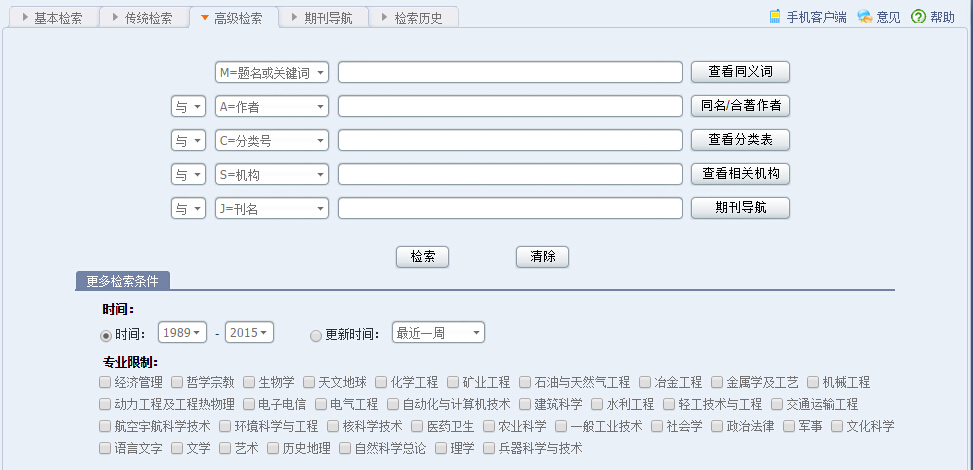 基本检索 传统检索 高级检索 期刊导航 检索历史 手机客户端 意见 帮助
M=题名或关键词 查看同义词
与 A=作者 同名/合著作者
与 C=分类号 查看分类表
与 S=机构 查看相关机构
与 J=刊名 期刊导航
检索 清除
更多检索条件
时间:
时间: 1989 - 2015 更新时间: 最近一周
专业限制:
经济管理 哲学宗教 生物学 天文地球 化学工程 矿业工程 石油与天然气工程 冶金工程 金属学及工艺 机械工程
动力工程及工程热物理 电子电信 电气工程 自动化与计算机技术 建筑科学 水利工程 轻工技术与工程 交通运输工程
航空宇航科学技术 环境科学与工程 核科学技术 医药卫生 农业科学 一般工业技术 社会学 政治法律 军事 文化科学
语言文字 文学 艺术 历史地理 自然科学总论 理学 兵器科学与技术